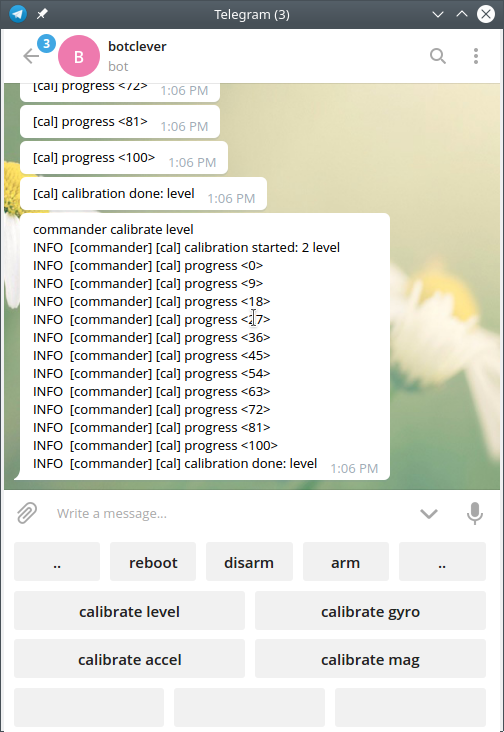 Telegram (3)
3
B
botclever
bot
[cal] progress <72>
1:06 PM
[cal] progress <81>
1:06 PM
[cal] progress <100>
1:06 PM
[cal] calibration done: level
1:06 PM
commander calibrate level
INFO [commander] [cal] calibration started: 2 level
INFO [commander] [cal] progress <0>
INFO [commander] [cal] progress <9>
INFO [commander] [cal] progress <18>
INFO [commander] [cal] progress <27>
INFO [commander] [cal] progress <36>
INFO [commander] [cal] progress <45>
INFO [commander] [cal] progress <54>
INFO [commander] [cal] progress <63>
INFO [commander] [cal] progress <72>
INFO [commander] [cal] progress <81>
INFO [commander] [cal] progress <100>
INFO [commander] [cal] calibration done: level
1:06 PM
Write a message...
.. reboot disarm arm ..
calibrate level calibrate gyro
calibrate accel calibrate mag